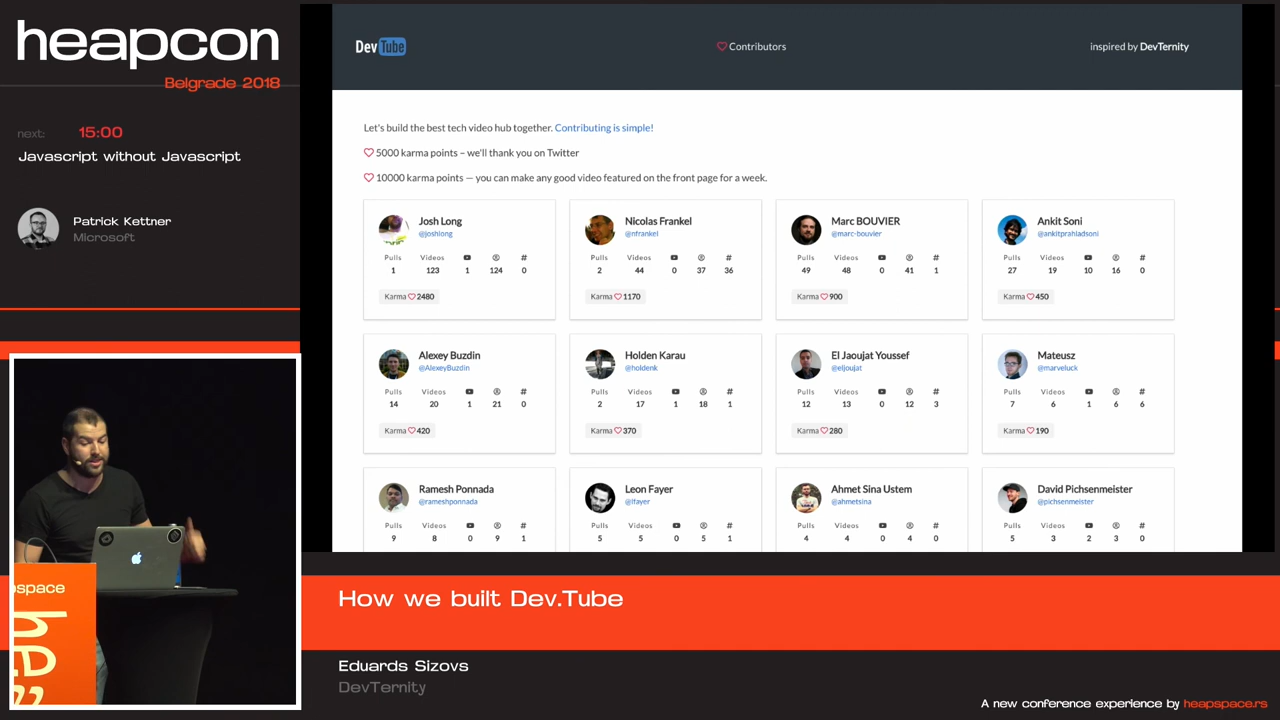 heapcon
Belgrade 2018
next: 15:00
Javascript without Javascript
Patrick Kettner
Microsoft
DevTube
Contributors
inspired by DevTernity
Let's build the best tech video hub together. Contributing is simple!
5000 karma points – we'll thank you on Twitter
10000 karma points — you can make any good video featured on the front page for a week.
Josh Long
@joshlong
Pulls Videos #
1 123 1 124 0
Karma 2480
Nicolas Frankel
@nfrankel
Pulls Videos #
2 44 0 37 36
Karma 1170
Marc BOUVIER
@marc-bouvier
Pulls Videos #
49 48 0 41 1
Karma 900
Ankit Soni
@ankitprahladsoni
Pulls Videos #
27 19 10 16 0
Karma 450
Alexey Buzdin
@AlexeyBuzdin
Pulls Videos #
14 20 1 21 0
Karma 420
Holden Karau
@holdenk
Pulls Videos #
2 17 1 18 1
Karma 370
El Jaoujat Youssef
@eljoujat
Pulls Videos #
12 13 0 12 3
Karma 280
Mateusz
@marveluck
Pulls Videos #
7 6 1 6 6
Karma 190
Ramesh Ponnada
@rameshponnada
Pulls Videos #
9 8 0 9 1
Leon Fayer
@lfayer
Pulls Videos #
5 5 0 5 1
Ahmet Sina Ustem
@ahmetsina
Pulls Videos #
4 4 0 4 0
David Pichsenmeister
@pichsenmeister
Pulls Videos #
5 3 2 3 0
space
he
How we built Dev.Tube
Eduards Sizovs
DevTernity
A new conference experience by heapspace.rs